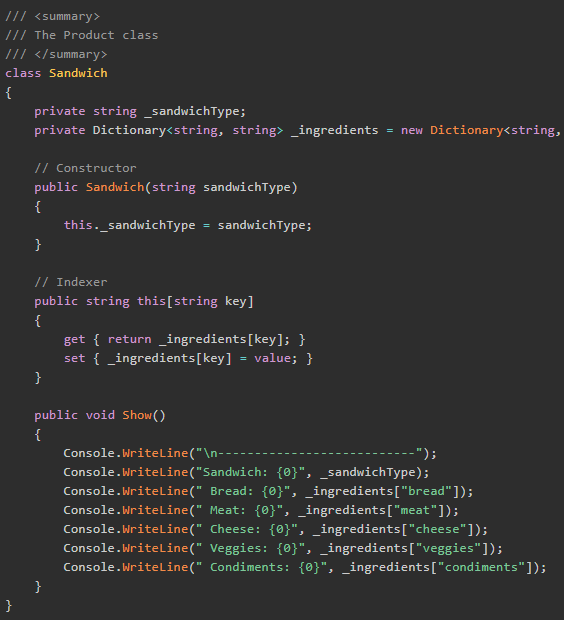 /// <summary>
/// The Product class
/// </summary>
class Sandwich
{
    private string _sandwichType;
    private Dictionary<string, string> _ingredients = new Dictionary<string,

    // Constructor
    public Sandwich(string sandwichType)
    {
        this._sandwichType = sandwichType;
    }

    // Indexer
    public string this[string key]
    {
        get { return _ingredients[key]; }
        set { _ingredients[key] = value; }
    }

    public void Show()
    {
        Console.WriteLine("\n---------------------------");
        Console.WriteLine("Sandwich: {0}", _sandwichType);
        Console.WriteLine(" Bread: {0}", _ingredients["bread"]);
        Console.WriteLine(" Meat: {0}", _ingredients["meat"]);
        Console.WriteLine(" Cheese: {0}", _ingredients["cheese"]);
        Console.WriteLine(" Veggies: {0}", _ingredients["veggies"]);
        Console.WriteLine(" Condiments: {0}", _ingredients["condiments"]);
    }
}